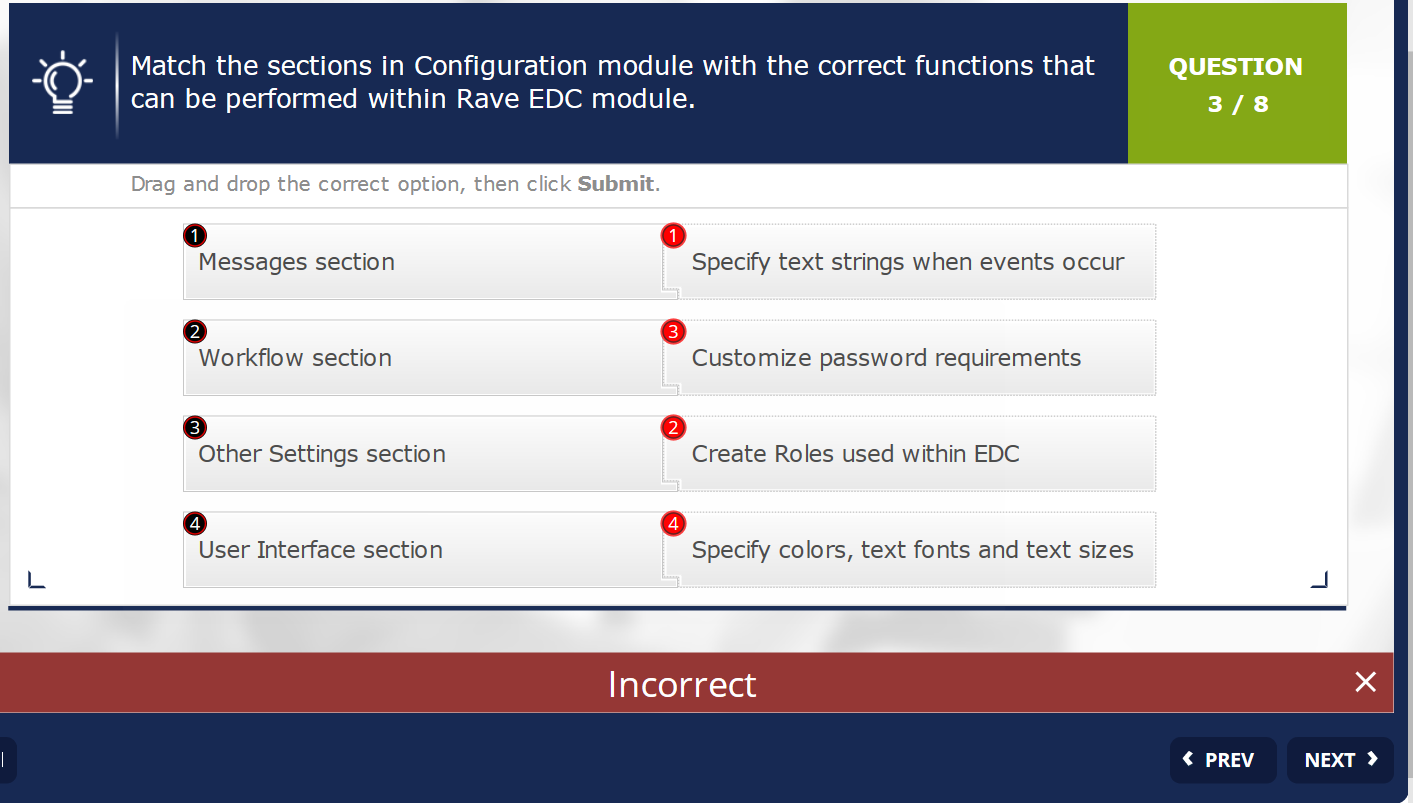 Match the sections in Configuration module with the correct functions that
can be performed within Rave EDC module.
QUESTION
3 / 8
Drag and drop the correct option, then click Submit.
1
Messages section
1
Specify text strings when events occur
2
Workflow section
3
Customize password requirements
3
Other Settings section
2
Create Roles used within EDC
4
User Interface section
4
Specify colors, text fonts and text sizes
Incorrect
PREV
NEXT